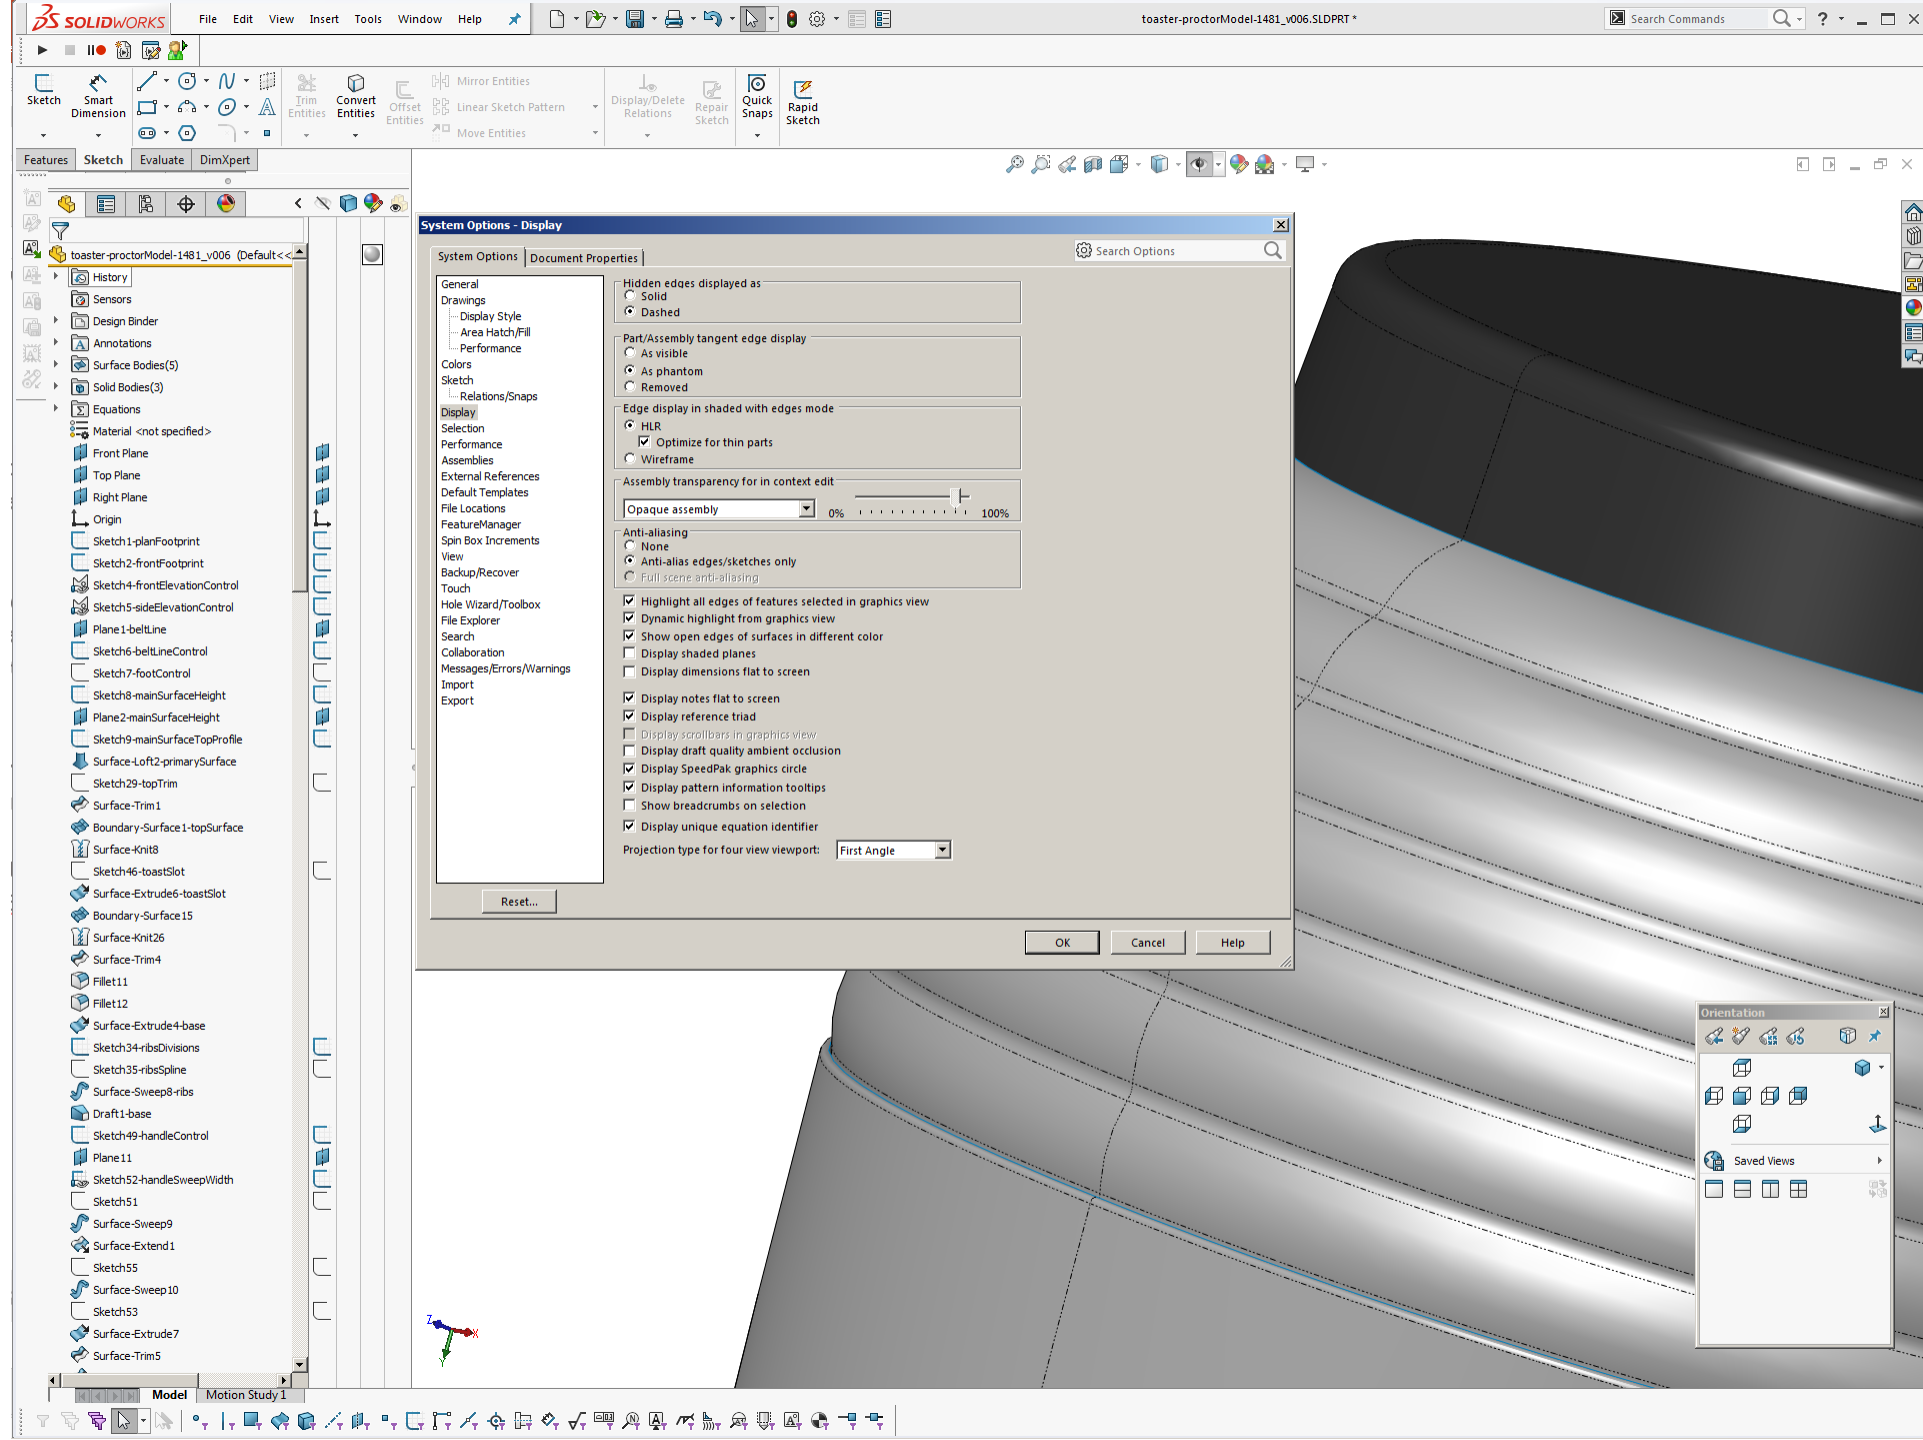 SOLIDWORKS File Edit View Insert Tools Window Help
toaster-proctorModel-1481_v006.SLDPRT *
Search Commands
?
Sketch
Smart Dimension
Trim Entities
Convert Entities
Offset Entities
Mirror Entities
Linear Sketch Pattern
Move Entities
Display/Delete Relations
Repair Sketch
Quick Snaps
Rapid Sketch
Features Sketch Evaluate DimXpert
toaster-proctorModel-1481_v006 (Default<<
History
Sensors
Design Binder
Annotations
Surface Bodies(5)
Solid Bodies(3)
Equations
Material <not specified>
Front Plane
Top Plane
Right Plane
Origin
Sketch1-planFootprint
Sketch2-frontFootprint
Sketch4-frontElevationControl
Sketch5-sideElevationControl
Plane1-beltLine
Sketch6-beltLineControl
Sketch7-footControl
Sketch8-mainSurfaceHeight
Plane2-mainSurfaceHeight
Sketch9-mainSurfaceTopProfile
Surface-Loft2-primarySurface
Sketch29-topTrim
Surface-Trim1
Boundary-Surface1-topSurface
Surface-Knit8
Sketch46-toastSlot
Surface-Extrude6-toastSlot
Boundary-Surface15
Surface-Knit26
Surface-Trim4
Fillet11
Fillet12
Surface-Extrude4-base
Sketch34-ribsDivisions
Sketch35-ribsSpline
Surface-Sweep8-ribs
Draft1-base
Sketch49-handleControl
Plane11
Sketch52-handleSweepWidth
Sketch51
Surface-Sweep9
Surface-Extend1
Sketch55
Surface-Sweep10
Sketch53
Surface-Extrude7
Surface-Trim5
Model Motion Study 1
System Options - Display
System Options Document Properties
Search Options
General
Drawings
Display Style
Area Hatch/Fill
Performance
Colors
Sketch
Relations/Snaps
Display
Selection
Performance
Assemblies
External References
Default Templates
File Locations
FeatureManager
Spin Box Increments
View
Backup/Recover
Touch
Hole Wizard/Toolbox
File Explorer
Search
Collaboration
Messages/Errors/Warnings
Import
Export
Reset...
Hidden edges displayed as
Solid
Dashed
Part/Assembly tangent edge display
As visible
As phantom
Removed
Edge display in shaded with edges mode
HLR
Optimize for thin parts
Wireframe
Assembly transparency for in context edit
Opaque assembly 0% 100%
Anti-aliasing
None
Anti-alias edges/sketches only
Full scene anti-aliasing
Highlight all edges of features selected in graphics view
Dynamic highlight from graphics view
Show open edges of surfaces in different color
Display shaded planes
Display dimensions flat to screen
Display notes flat to screen
Display reference triad
Display scrollbars in graphics view
Display draft quality ambient occlusion
Display SpeedPak graphics circle
Display pattern information tooltips
Show breadcrumbs on selection
Display unique equation identifier
Projection type for four view viewport: First Angle
OK Cancel Help
Orientation
Saved Views
Z
X
Y